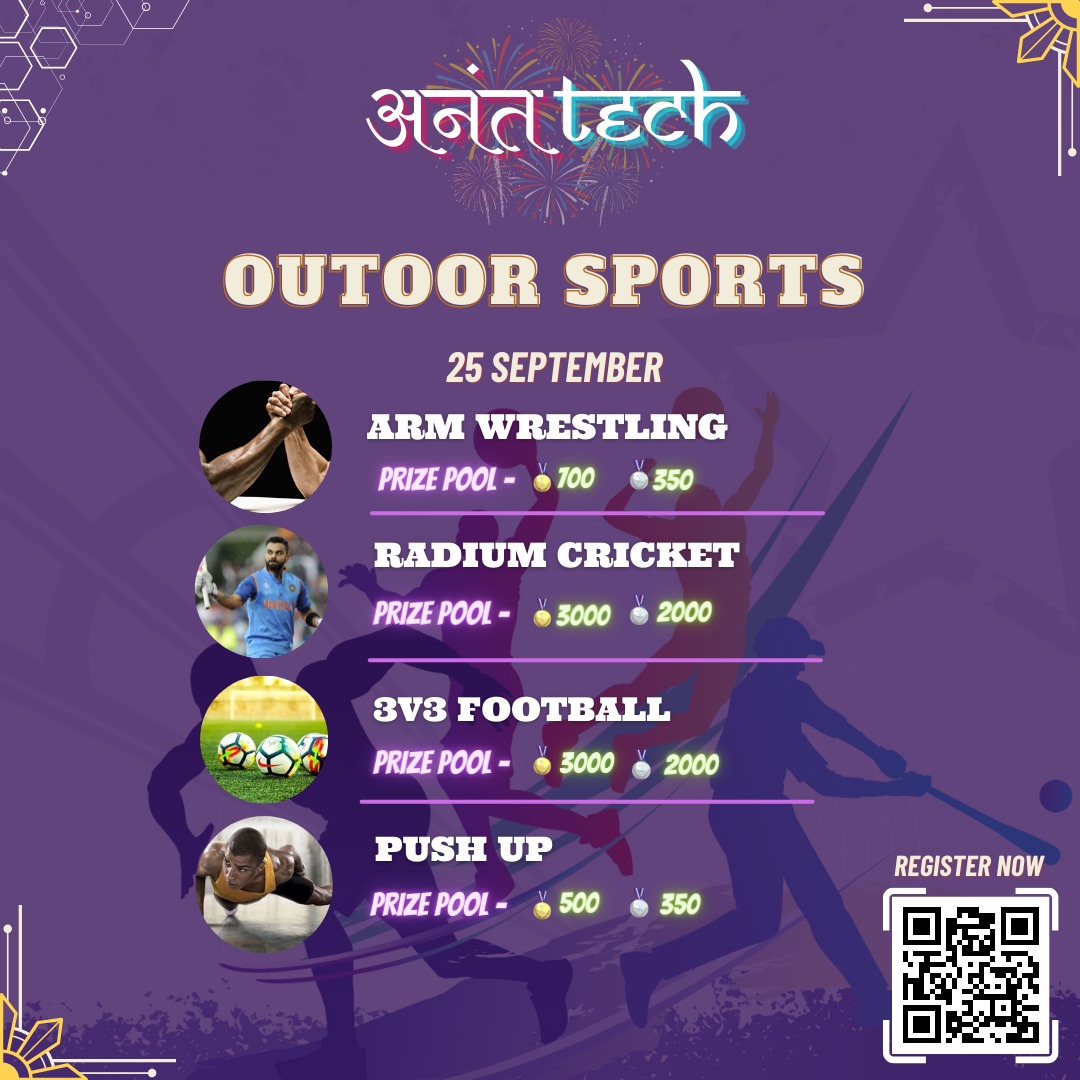 अनंत tech
OUTOOR SPORTS
25 SEPTEMBER
ARM WRESTLING
PRIZE POOL - 700 350
RADIUM CRICKET
PRIZE POOL - 3000 2000
3V3 FOOTBALL
PRIZE POOL - 3000 2000
PUSH UP
PRIZE POOL - 500 350
REGISTER NOW